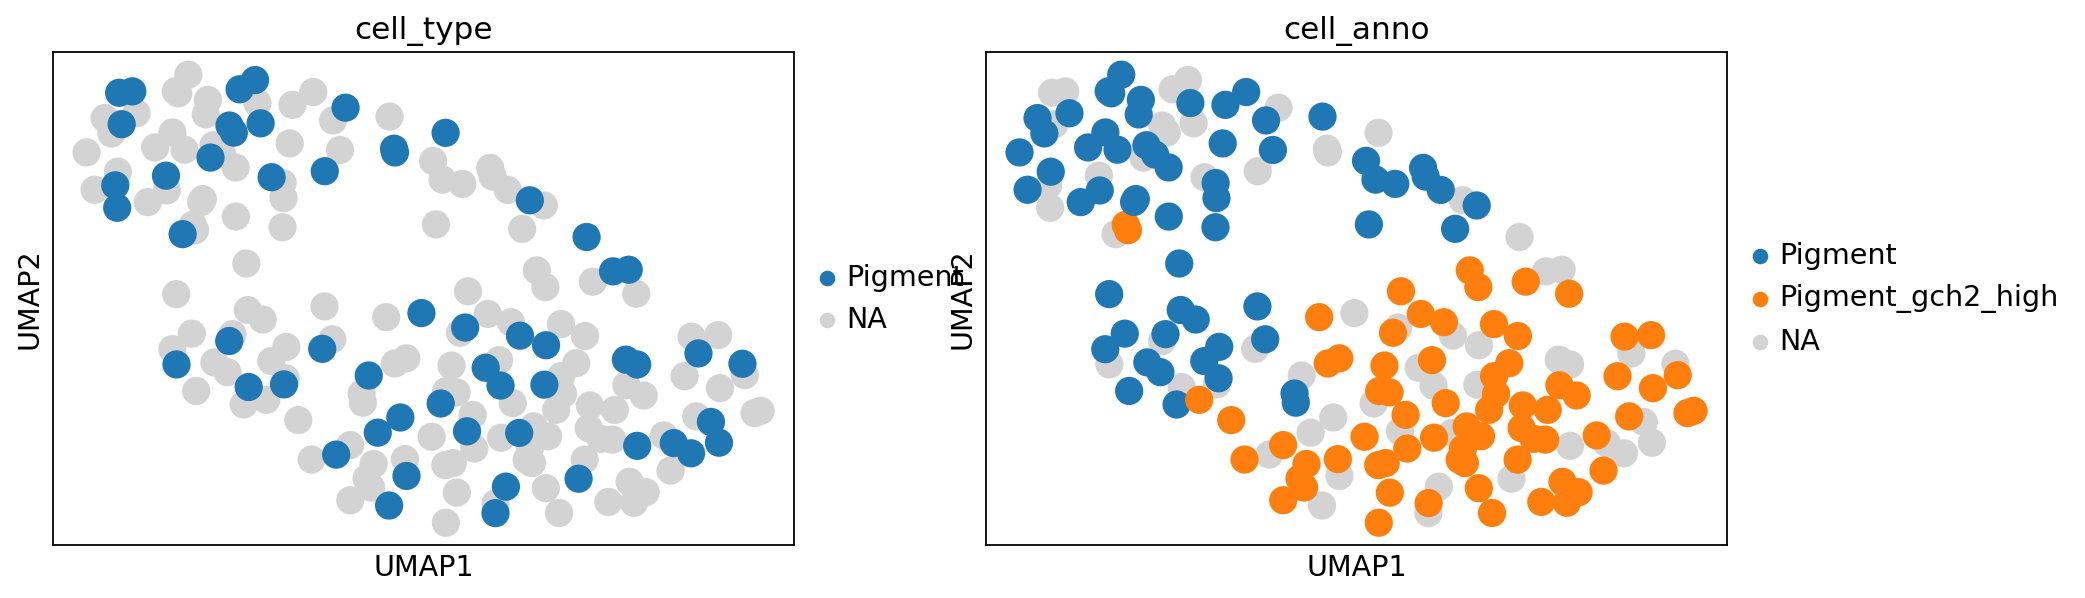 cell_type
UMAP2
UMAP1
Pigment
NA
cell_anno
UMAP2
UMAP1
Pigment
Pigment_gch2_high
NA